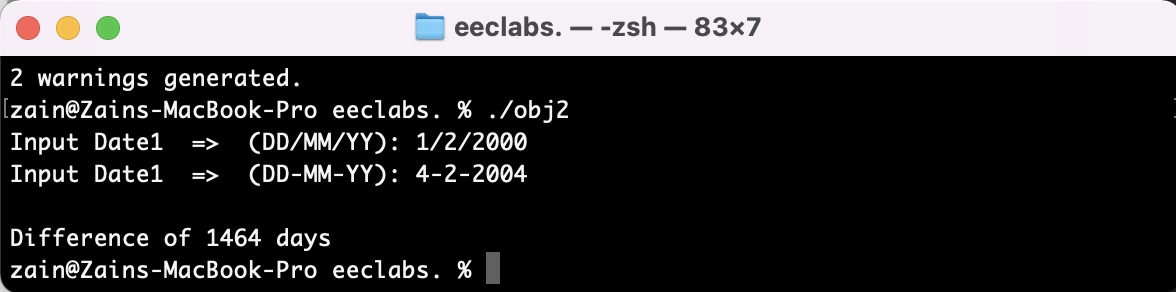 eeclabs. — -zsh — 83×7
2 warnings generated.
[zain@Zains-MacBook-Pro eeclabs. % ./obj2 ]
Input Date1  =>  (DD/MM/YY): 1/2/2000
Input Date1  =>  (DD-MM-YY): 4-2-2004

Difference of 1464 days
zain@Zains-MacBook-Pro eeclabs. %